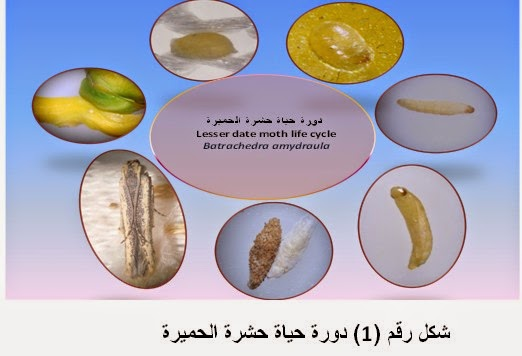 دورة حياة حشرة الحميرة
Lesser date moth life cycle
Batrachedra amydraula
شكل رقم (1) دورة حياة حشرة الحميرة